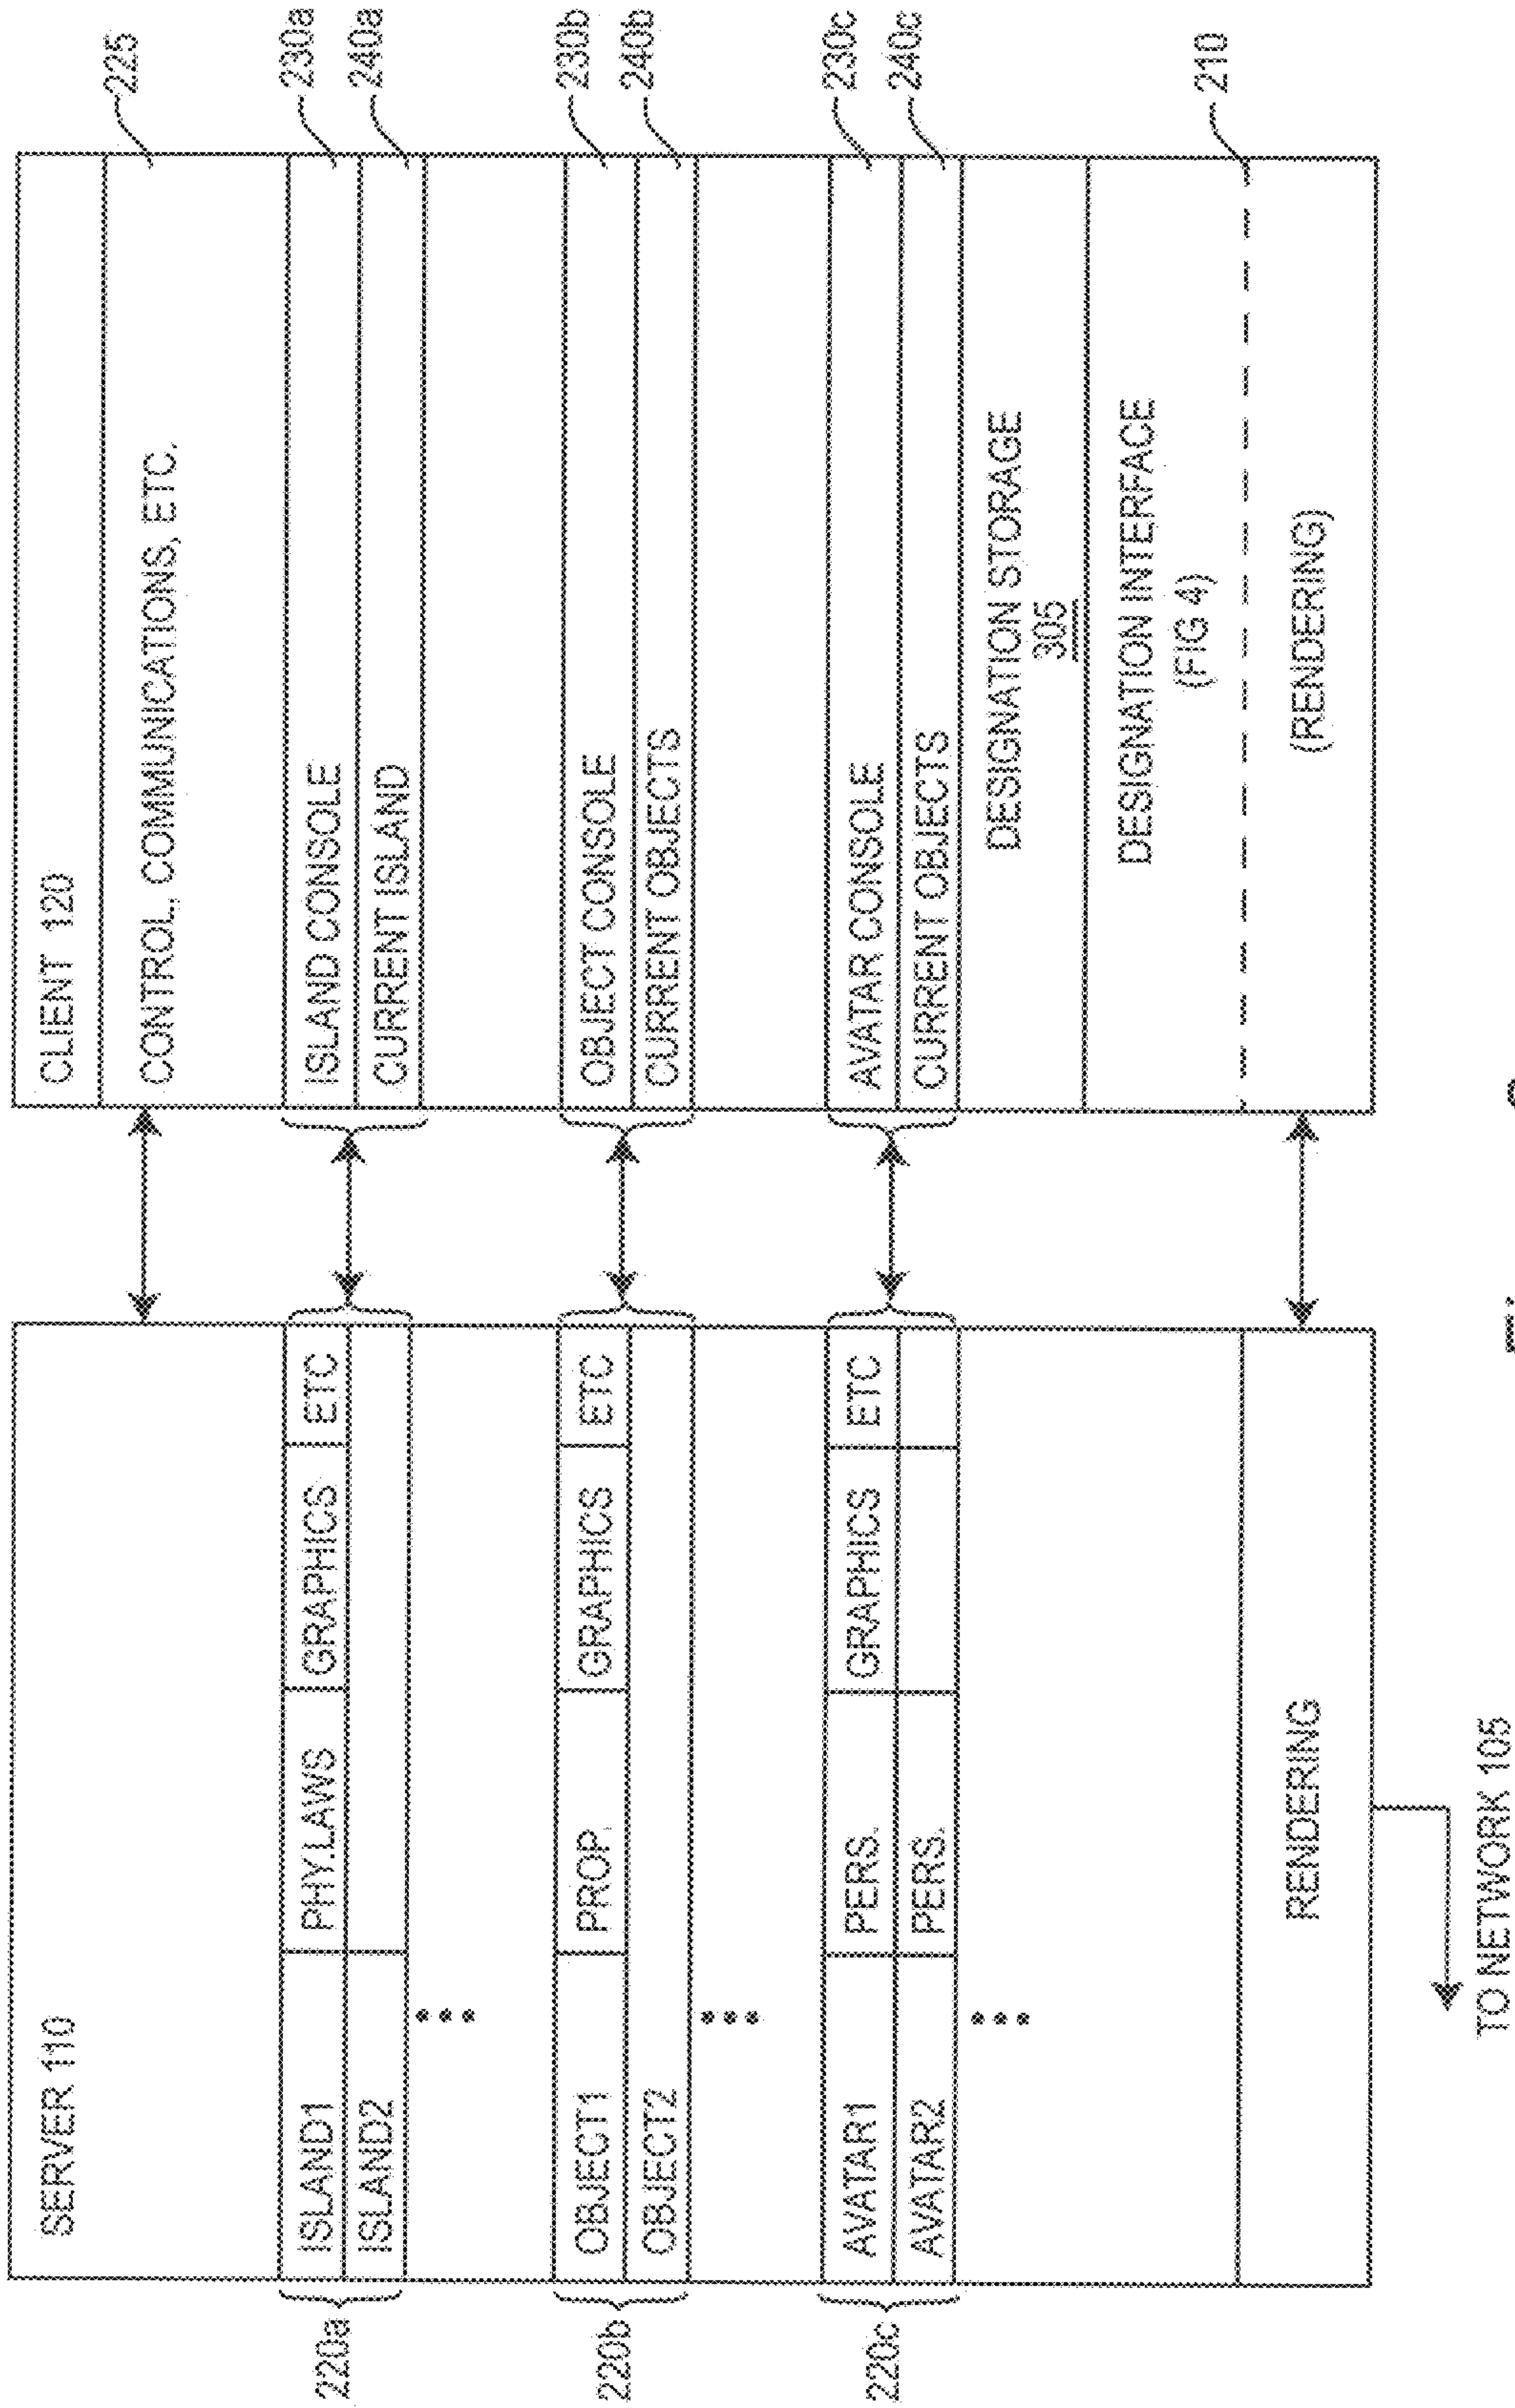 SERVER 110
220a
ISLAND1 PHY.LAWS GRAPHICS ETC
ISLAND2
220b
OBJECT1 PROP. GRAPHICS ETC
OBJECT2
220c
AVATAR1 PERS. GRAPHICS ETC
AVATAR2 PERS.
RENDERING
TO NETWORK 105
CLIENT 120
CONTROL, COMMUNICATIONS, ETC.
225
ISLAND CONSOLE
230a
CURRENT ISLAND
240a
OBJECT CONSOLE
230b
CURRENT OBJECTS
240b
AVATAR CONSOLE
230c
CURRENT OBJECTS
240c
DESIGNATION STORAGE
305
DESIGNATION INTERFACE
(FIG 4)
210
(RENDERING)